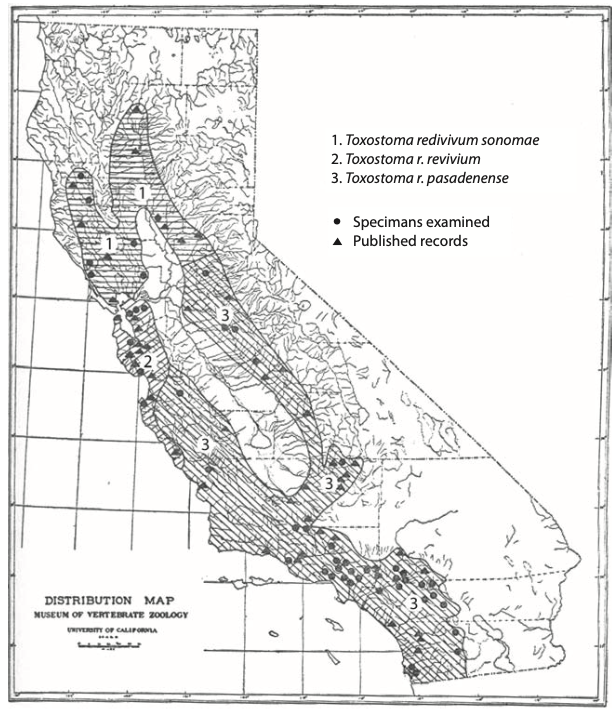 1. Toxostoma redivivum sonomae
2. Toxostoma r. revivium
3. Toxostoma r. pasadenense
Specimans examined
Published records
1
1
3
2
3
3
3
DISTRIBUTION MAP
MUSEUM OF VERTEBRATE ZOOLOGY
UNIVERSITY OF CALIFORNIA